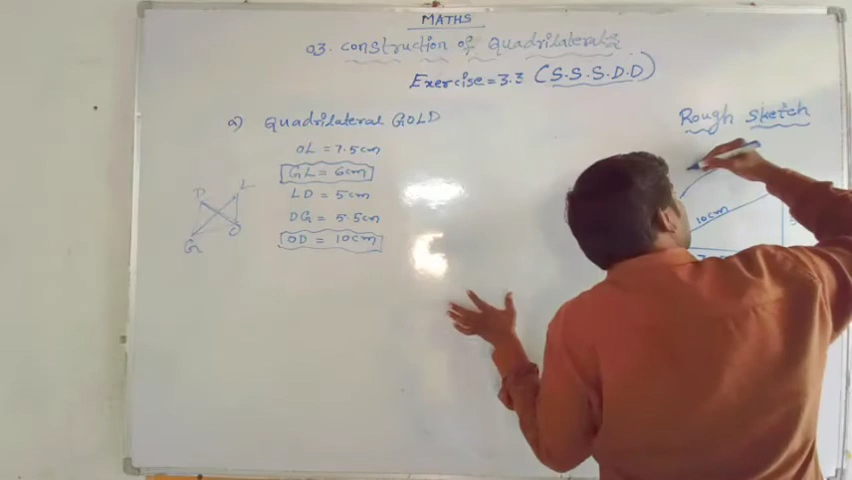 MATHS
03. Construction of Quadrilaterals
Exercise = 3.3 (S.S.S.D.D)
a) Quadrilateral GOLD
Rough Sketch
OL = 7.5cm
GL = 6cm
LD = 5cm
DG = 5.5cm
OD = 10cm
D L
G O
10cm